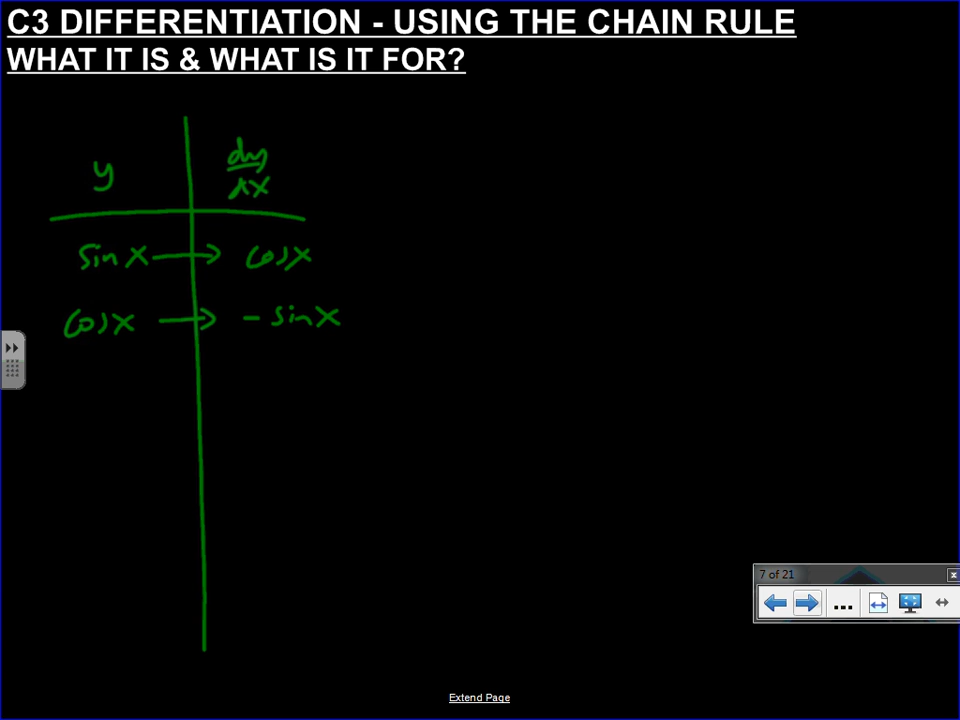 C3 DIFFERENTIATION - USING THE CHAIN RULE
WHAT IT IS & WHAT IS IT FOR?
y dy/dx
sin x → cos x
cos x → - sin x
7 of 21
...
Extend Page